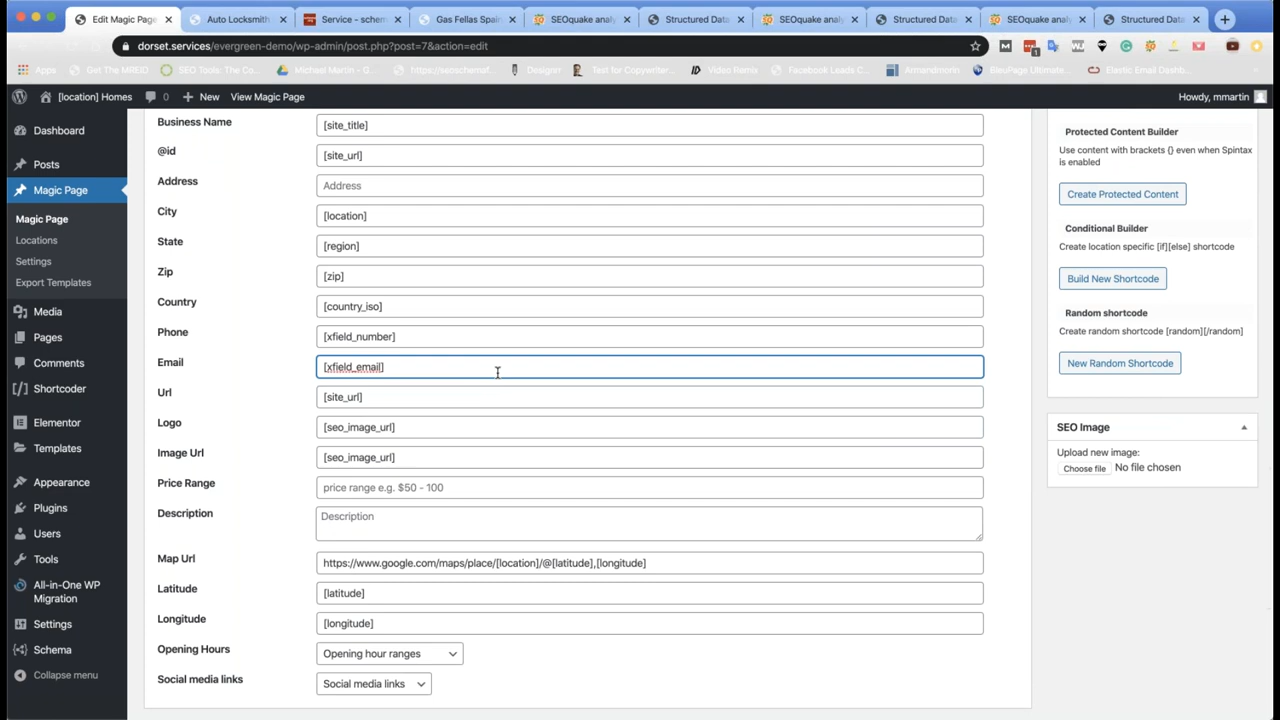 Edit Magic Page
Auto Locksmith
Service - schem
Gas Fellas Spain
SEOquake analy
Structured Data
SEOquake analy
Structured Data
SEOquake analy
Structured Data
dorset.services/evergreen-demo/wp-admin/post.php?post=7&action=edit
Apps
Get The MREID
SEO Tools: The Co...
Michael Martin - G...
https://seoschemaf...
Designrr
Test for Copywriter...
Video Remix
Facebook Leads C...
Armandmorin
BleuPage Ultimate...
Elastic Email Dashb...
[location] Homes
0
New
View Magic Page
Howdy, mmartin
Dashboard
Posts
Magic Page
Magic Page
Locations
Settings
Export Templates
Media
Pages
Comments
Shortcoder
Elementor
Templates
Appearance
Plugins
Users
Tools
All-in-One WP
Migration
Settings
Schema
Collapse menu
Business Name
[site_title]
@id
[site_url]
Address
Address
City
[location]
State
[region]
Zip
[zip]
Country
[country_iso]
Phone
[xfield_number]
Email
[xfield_email]
Url
[site_url]
Logo
[seo_image_url]
Image Url
[seo_image_url]
Price Range
price range e.g. $50 - 100
Description
Description
Map Url
https://www.google.com/maps/place/[location]/@[latitude],[longitude]
Latitude
[latitude]
Longitude
[longitude]
Opening Hours
Opening hour ranges
Social media links
Social media links
Protected Content Builder
Use content with brackets {} even when Spintax
is enabled
Create Protected Content
Conditional Builder
Create location specific [if][else] shortcode
Build New Shortcode
Random shortcode
Create random shortcode [random][/random]
New Random Shortcode
SEO Image
Upload new image:
Choose file
No file chosen